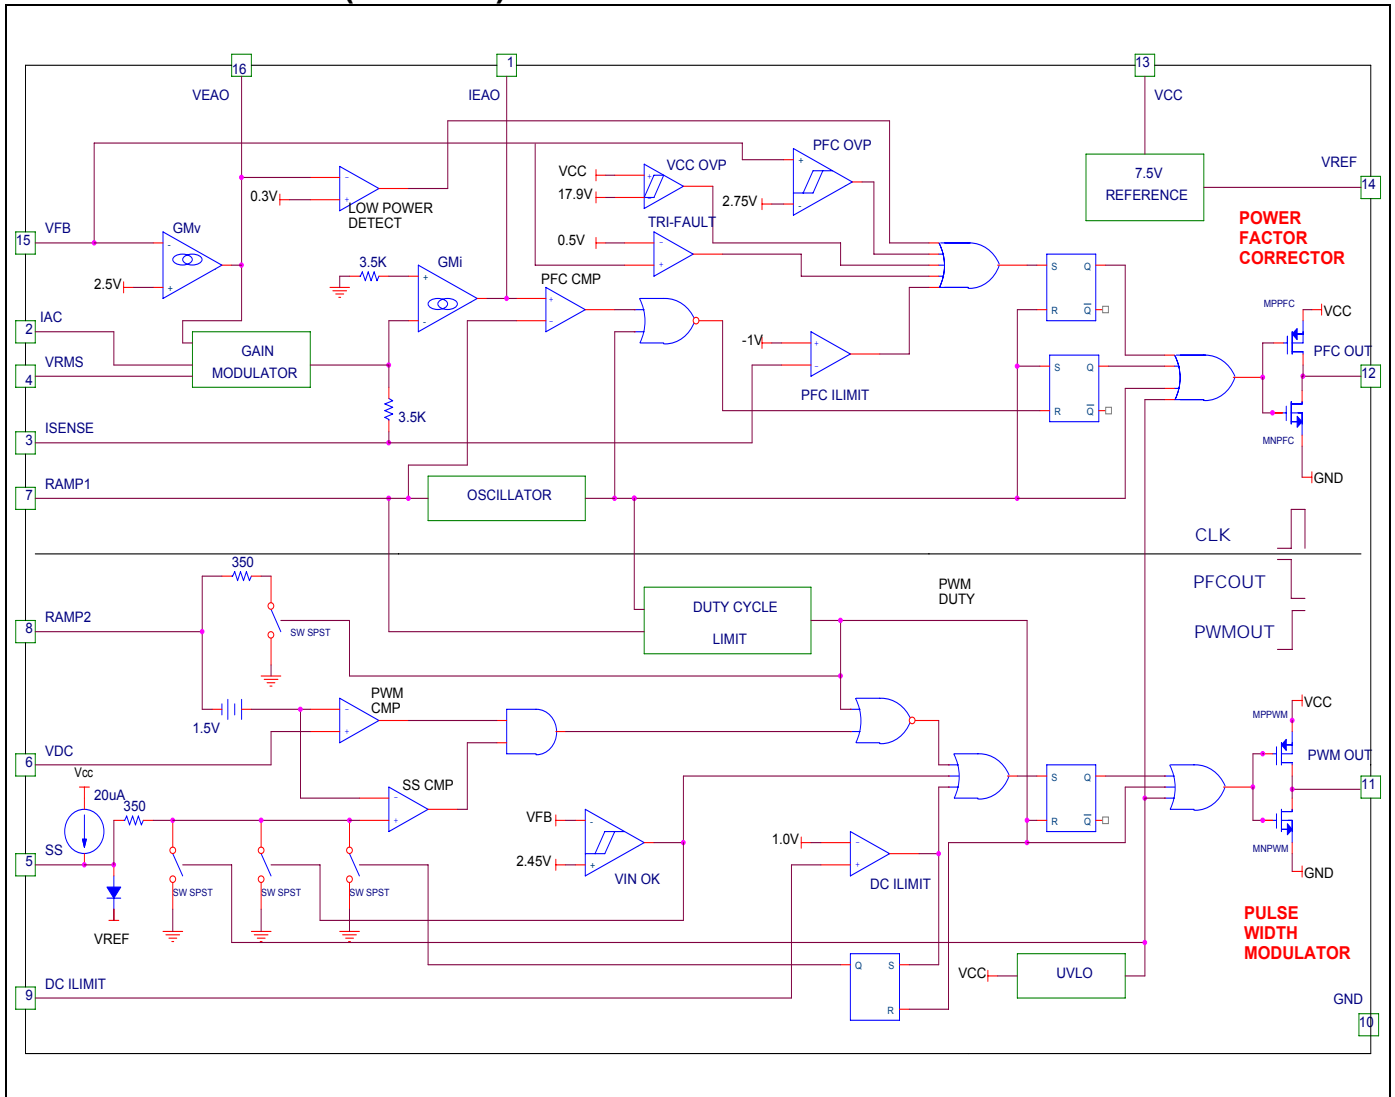 16
1
13
VEAO
IEAO
VCC
PFC OVP
VCC OVP
VCC
17.9V
2.75V
0.3V
LOW POWER
DETECT
7.5V
REFERENCE
VREF
14
POWER
FACTOR
CORRECTOR
TRI-FAULT
0.5V
VFB
15
GMv
2.5V
3.5K
GMi
PFC CMP
S
Q
R
Q
MPPFC
VCC
IAC
2
VRMS
4
GAIN
MODULATOR
-1V
PFC ILIMIT
S
Q
R
Q
PFC OUT
12
MNPFC
3.5K
ISENSE
3
GND
RAMP1
7
OSCILLATOR
CLK
350
PWM
DUTY
PFCOUT
DUTY CYCLE
LIMIT
RAMP2
8
SW SPST
PWMOUT
PWM
CMP
1.5V
VCC
MPPWM
VDC
6
PWM OUT
11
Vcc
20uA
350
SS CMP
S
Q
R
Q
VFB
2.45V
VIN OK
1.0V
DC ILIMIT
MNPWM
SS
5
SW SPST
SW SPST
SW SPST
GND
VREF
PULSE
WIDTH
MODULATOR
Q
S
R
VCC
UVLO
DC ILIMIT
9
GND
10